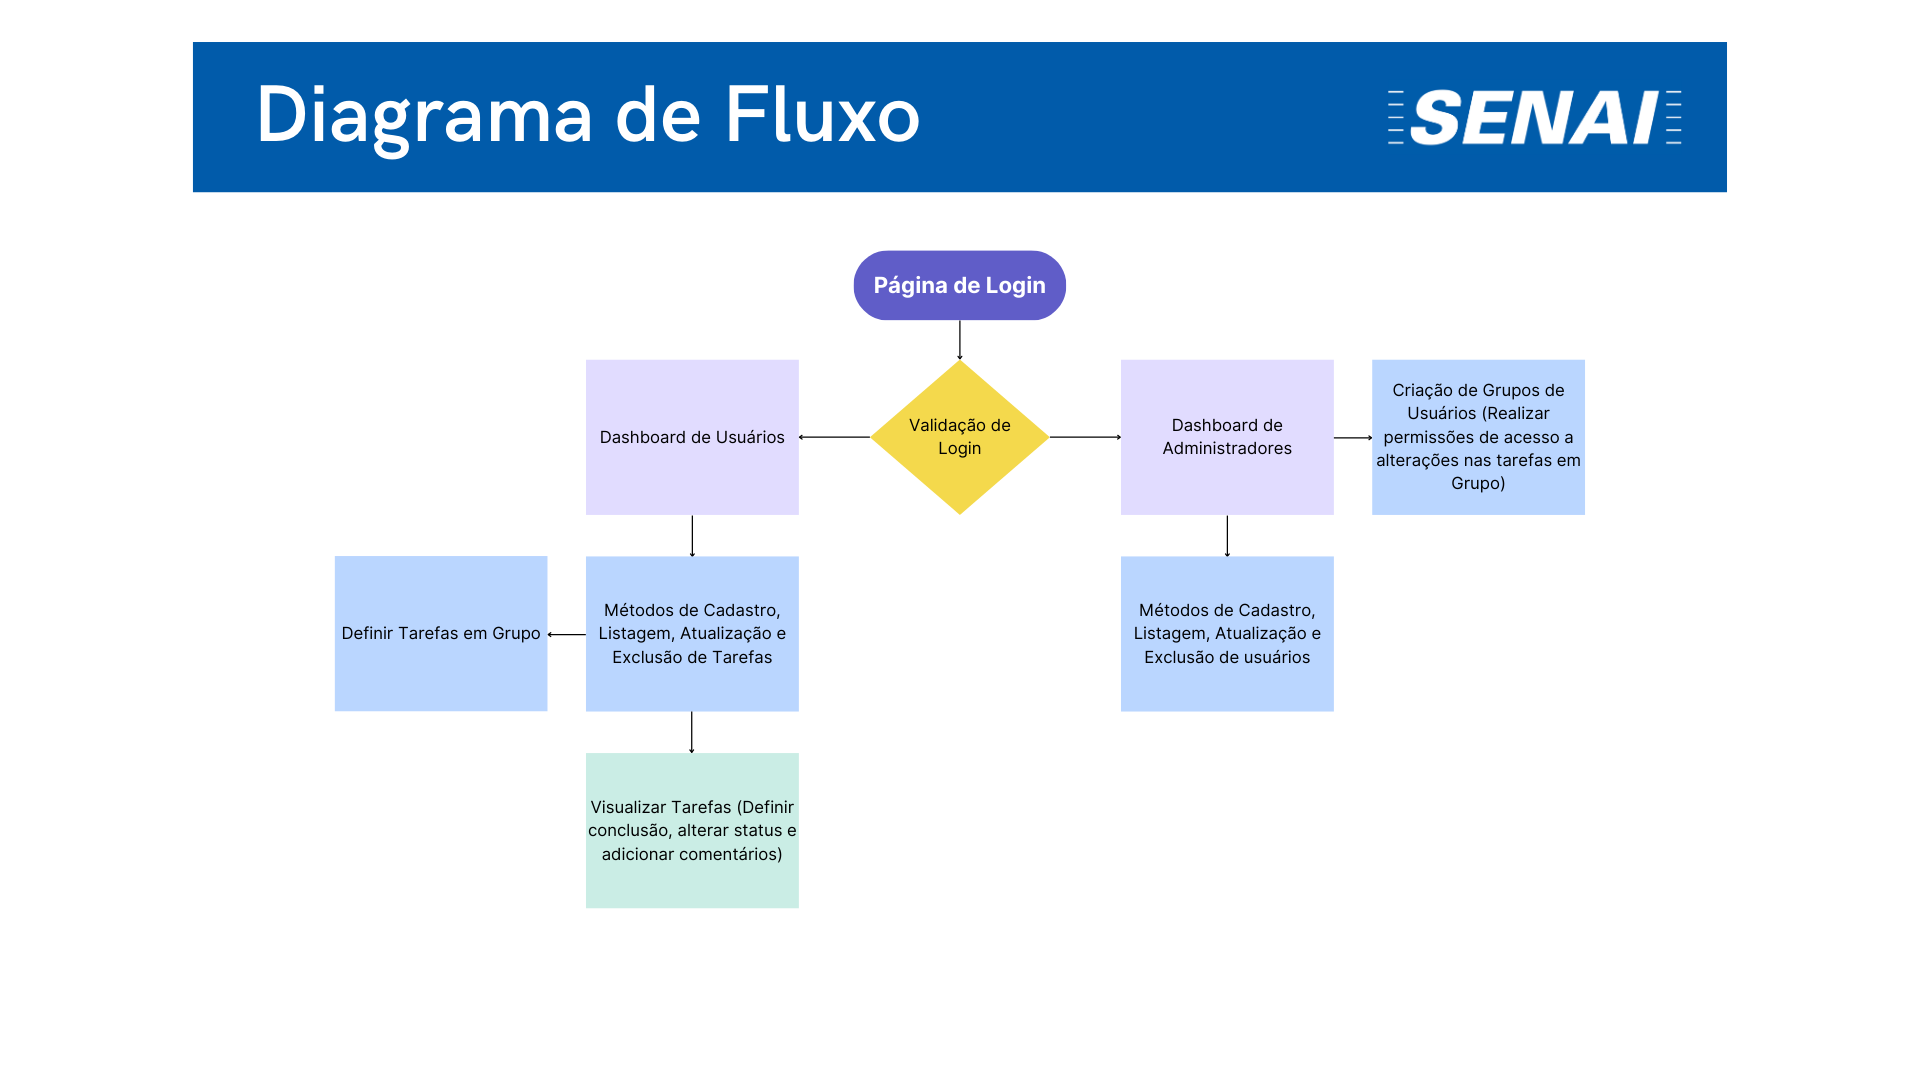 Diagrama de Fluxo
SENAI
Página de Login
Dashboard de Usuários
Validação de
Login
Dashboard de
Administradores
Criação de Grupos de
Usuários (Realizar
permissões de acesso a
alterações nas tarefas em
Grupo)
Definir Tarefas em Grupo
Métodos de Cadastro,
Listagem, Atualização e
Exclusão de Tarefas
Métodos de Cadastro,
Listagem, Atualização e
Exclusão de usuários
Visualizar Tarefas (Definir
conclusão, alterar status e
adicionar comentários)